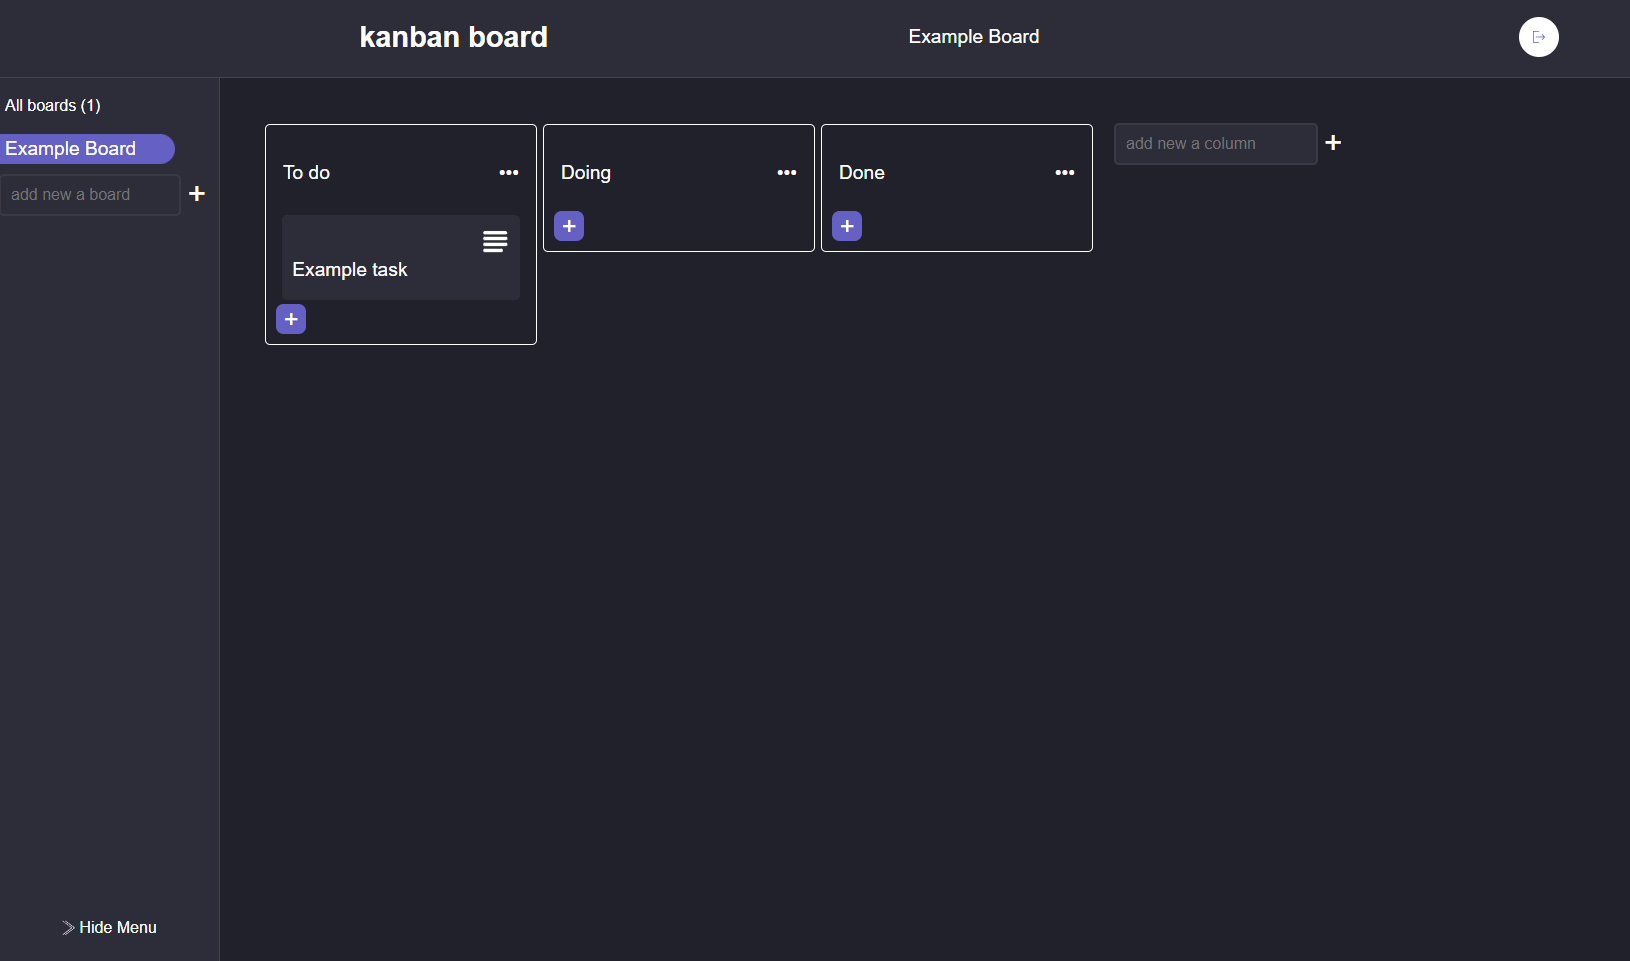 kanban board
Example Board
All boards (1)
Example Board
add new a board
To do
Example task
Doing
Done
add new a column
Hide Menu